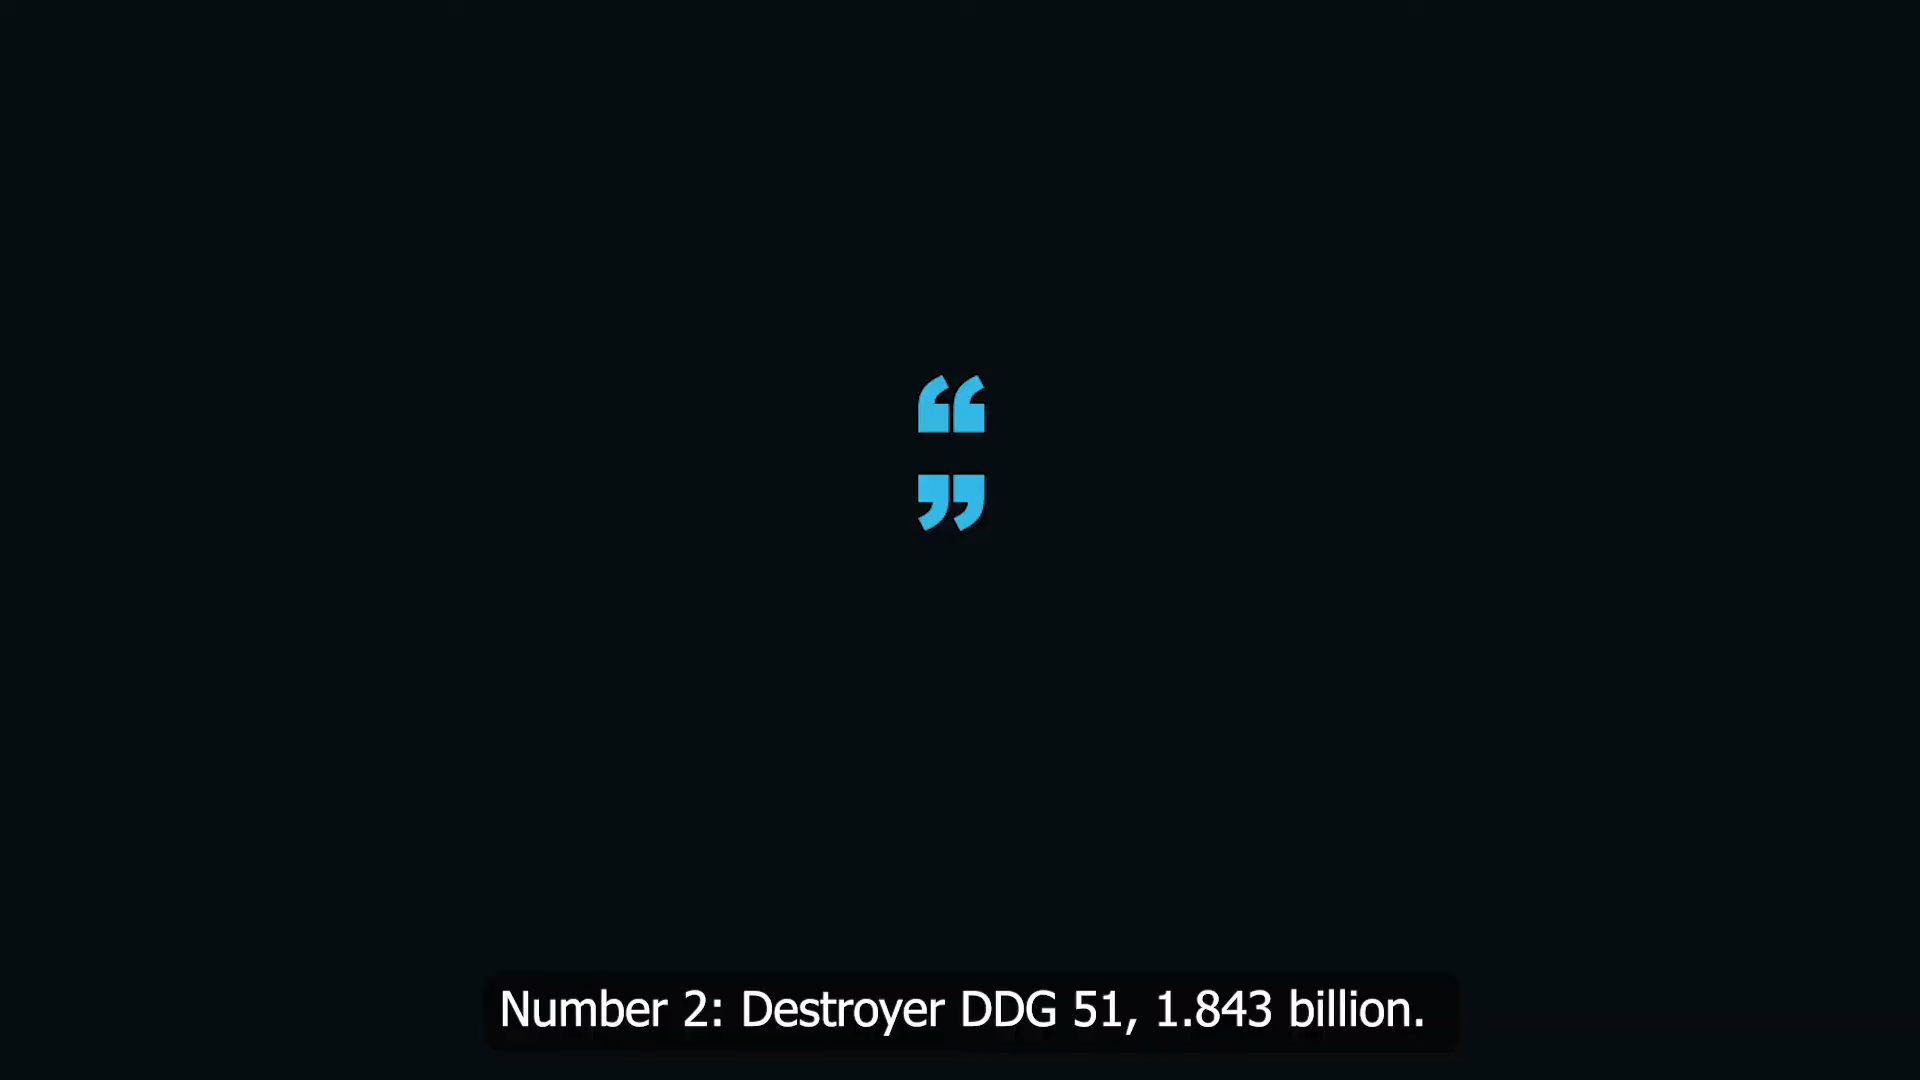 “
”
Number 2: Destroyer DDG 51, 1.843 billion.